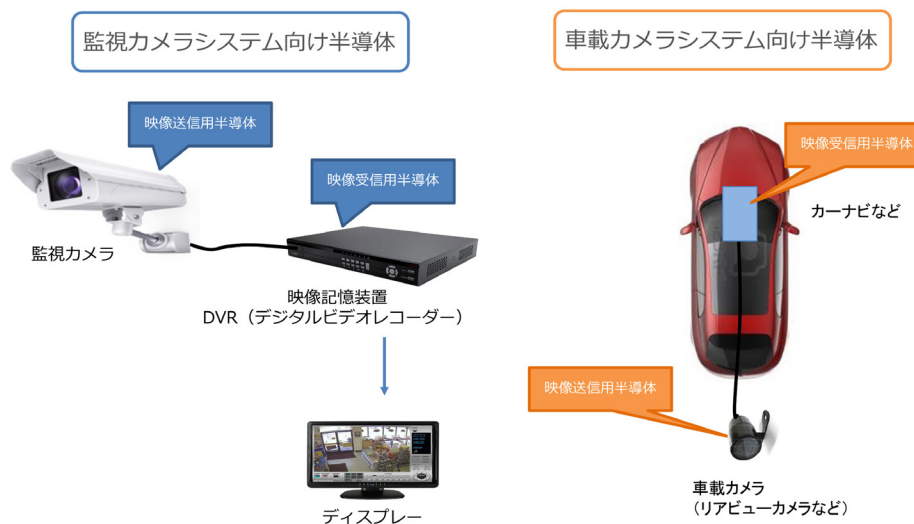 監視カメラシステム向け半導体
映像送信用半導体
映像受信用半導体
監視カメラ
映像記憶装置
DVR（デジタルビデオレコーダー）
ディスプレー
車載カメラシステム向け半導体
映像受信用半導体
カーナビなど
映像送信用半導体
車載カメラ
（リアビューカメラなど）